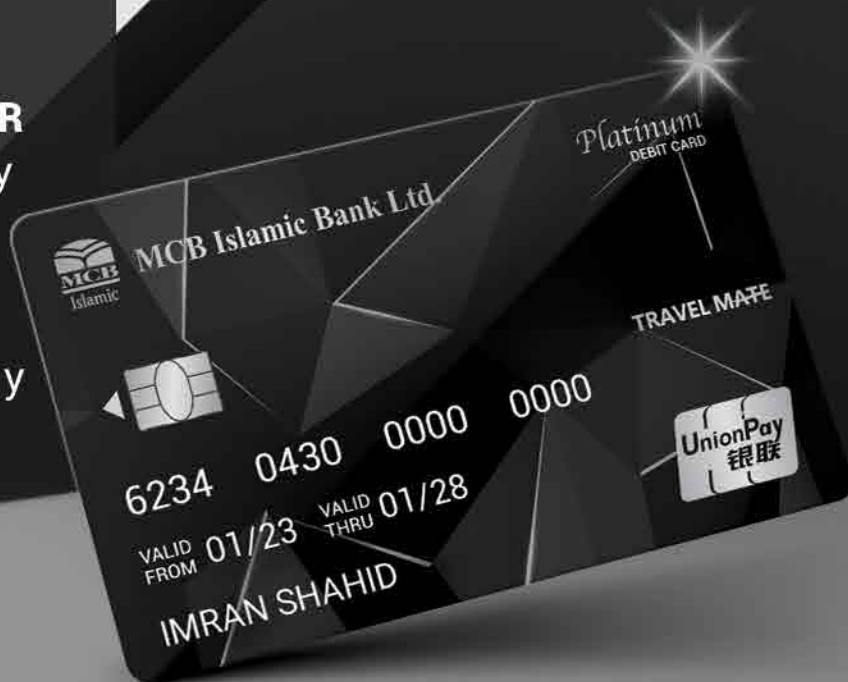 R
y
y
Platinum
DEBIT CARD
MCB Islamic Bank Ltd.
MCB
Islamic
TRAVEL MATE
6234 0430 0000 0000
UnionPay
银联
VALID FROM 01/23 VALID THRU 01/28
IMRAN SHAHID